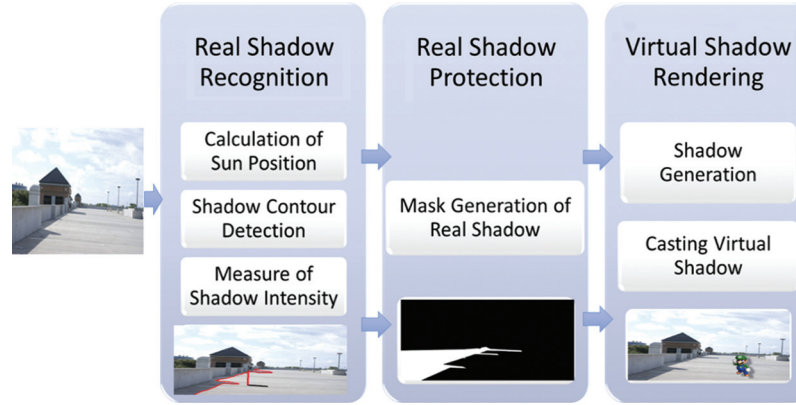 Real Shadow
Recognition
Calculation of
Sun Position
Shadow Contour
Detection
Measure of
Shadow Intensity
Real Shadow
Protection
Mask Generation of
Real Shadow
Virtual Shadow
Rendering
Shadow
Generation
Casting Virtual
Shadow